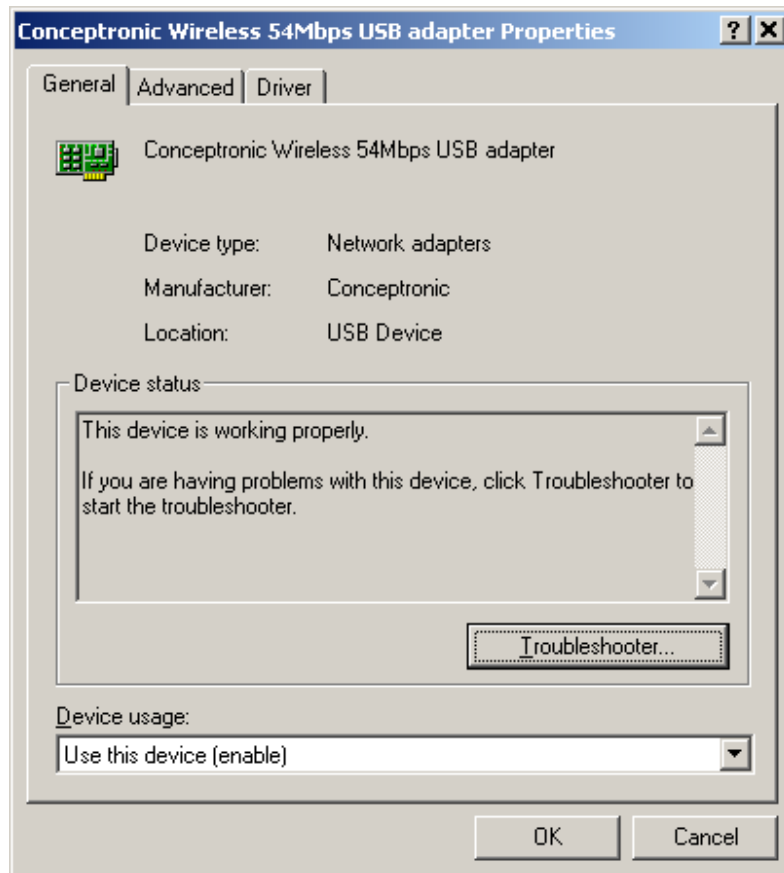 Conceptronic Wireless 54Mbps USB adapter Properties
General Advanced Driver
Conceptronic Wireless 54Mbps USB adapter
Device type: Network adapters
Manufacturer: Conceptronic
Location: USB Device
Device status
This device is working properly.
If you are having problems with this device, click Troubleshooter to
start the troubleshooter.
Troubleshooter...
Device usage:
Use this device (enable)
OK Cancel